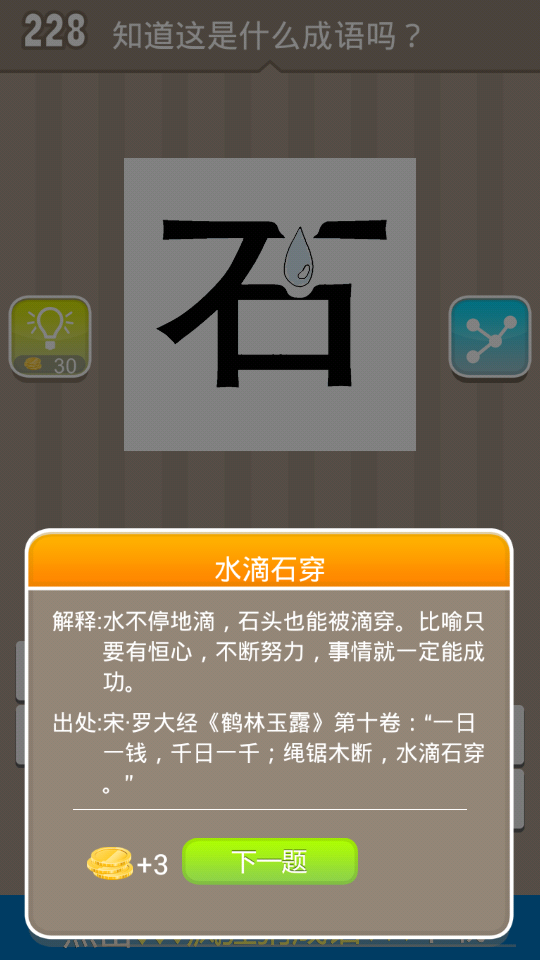 228 知道这是什么成语吗？
石
30
水滴石穿
解释:水不停地滴，石头也能被滴穿。比喻只
要有恒心，不断努力，事情就一定能成
功。
出处:宋·罗大经《鹤林玉露》第十卷：“一日
一钱，千日一千；绳锯木断，水滴石穿
。”
+3 下一题